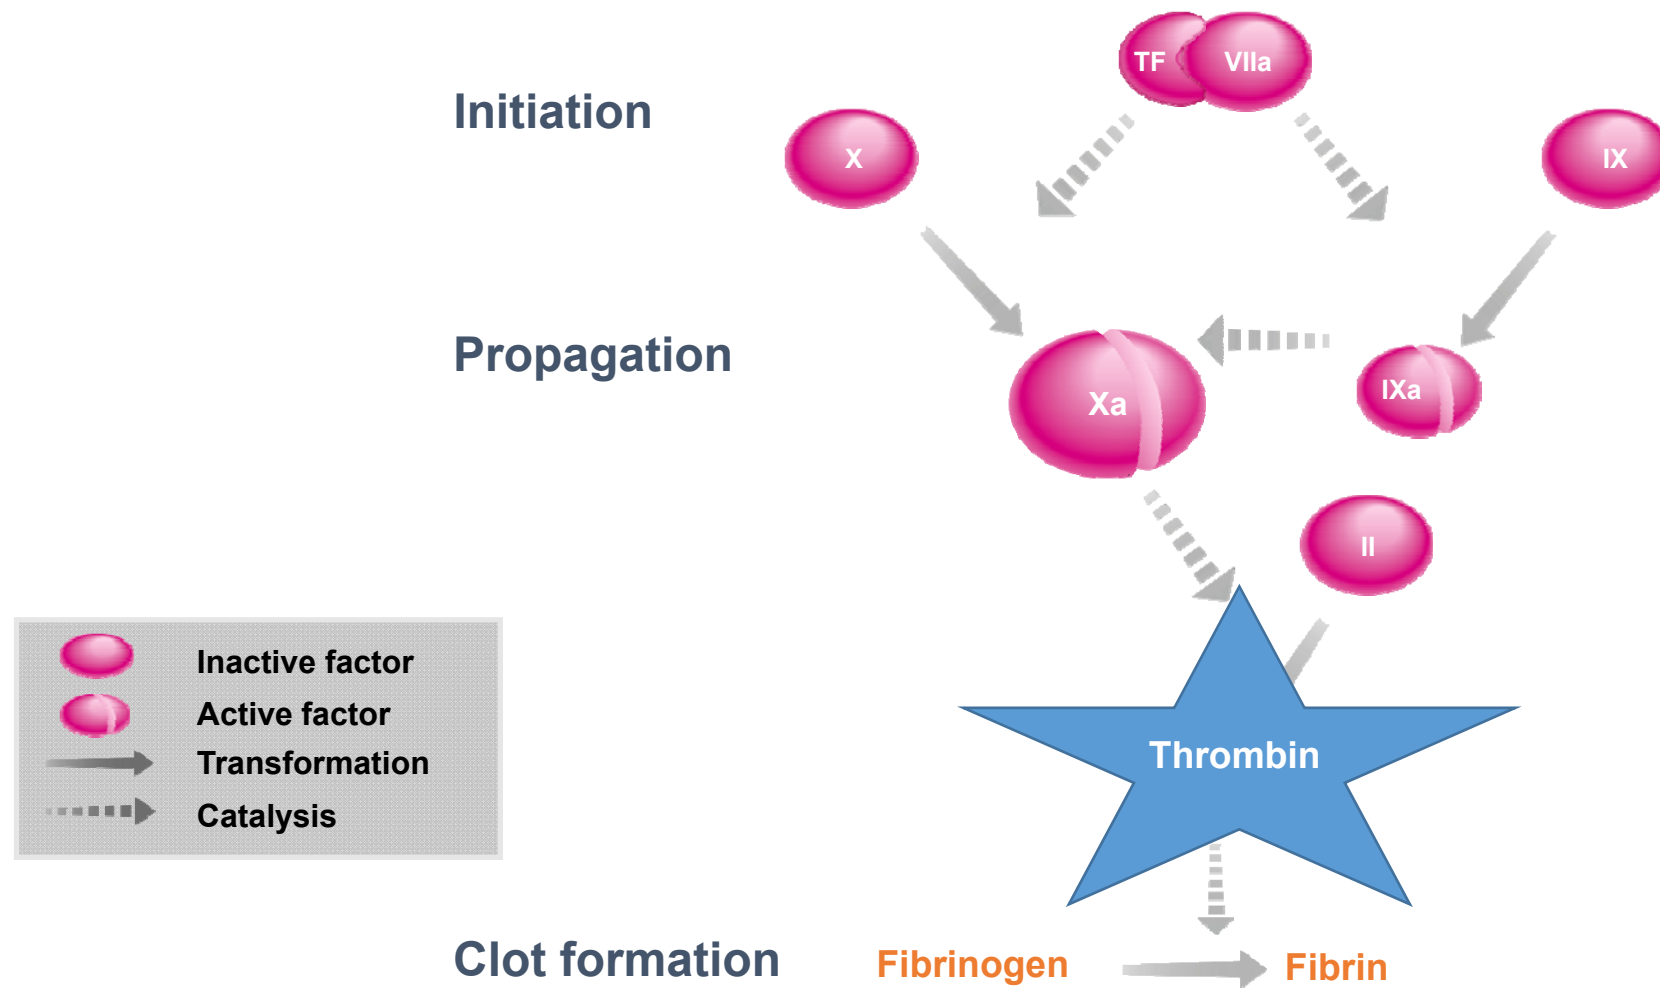 TF
VIIa
Initiation
X
IX
Propagation
Xa
IXa
II
Inactive factor
Active factor
Transformation
Catalysis
Thrombin
Clot formation
Fibrinogen
Fibrin